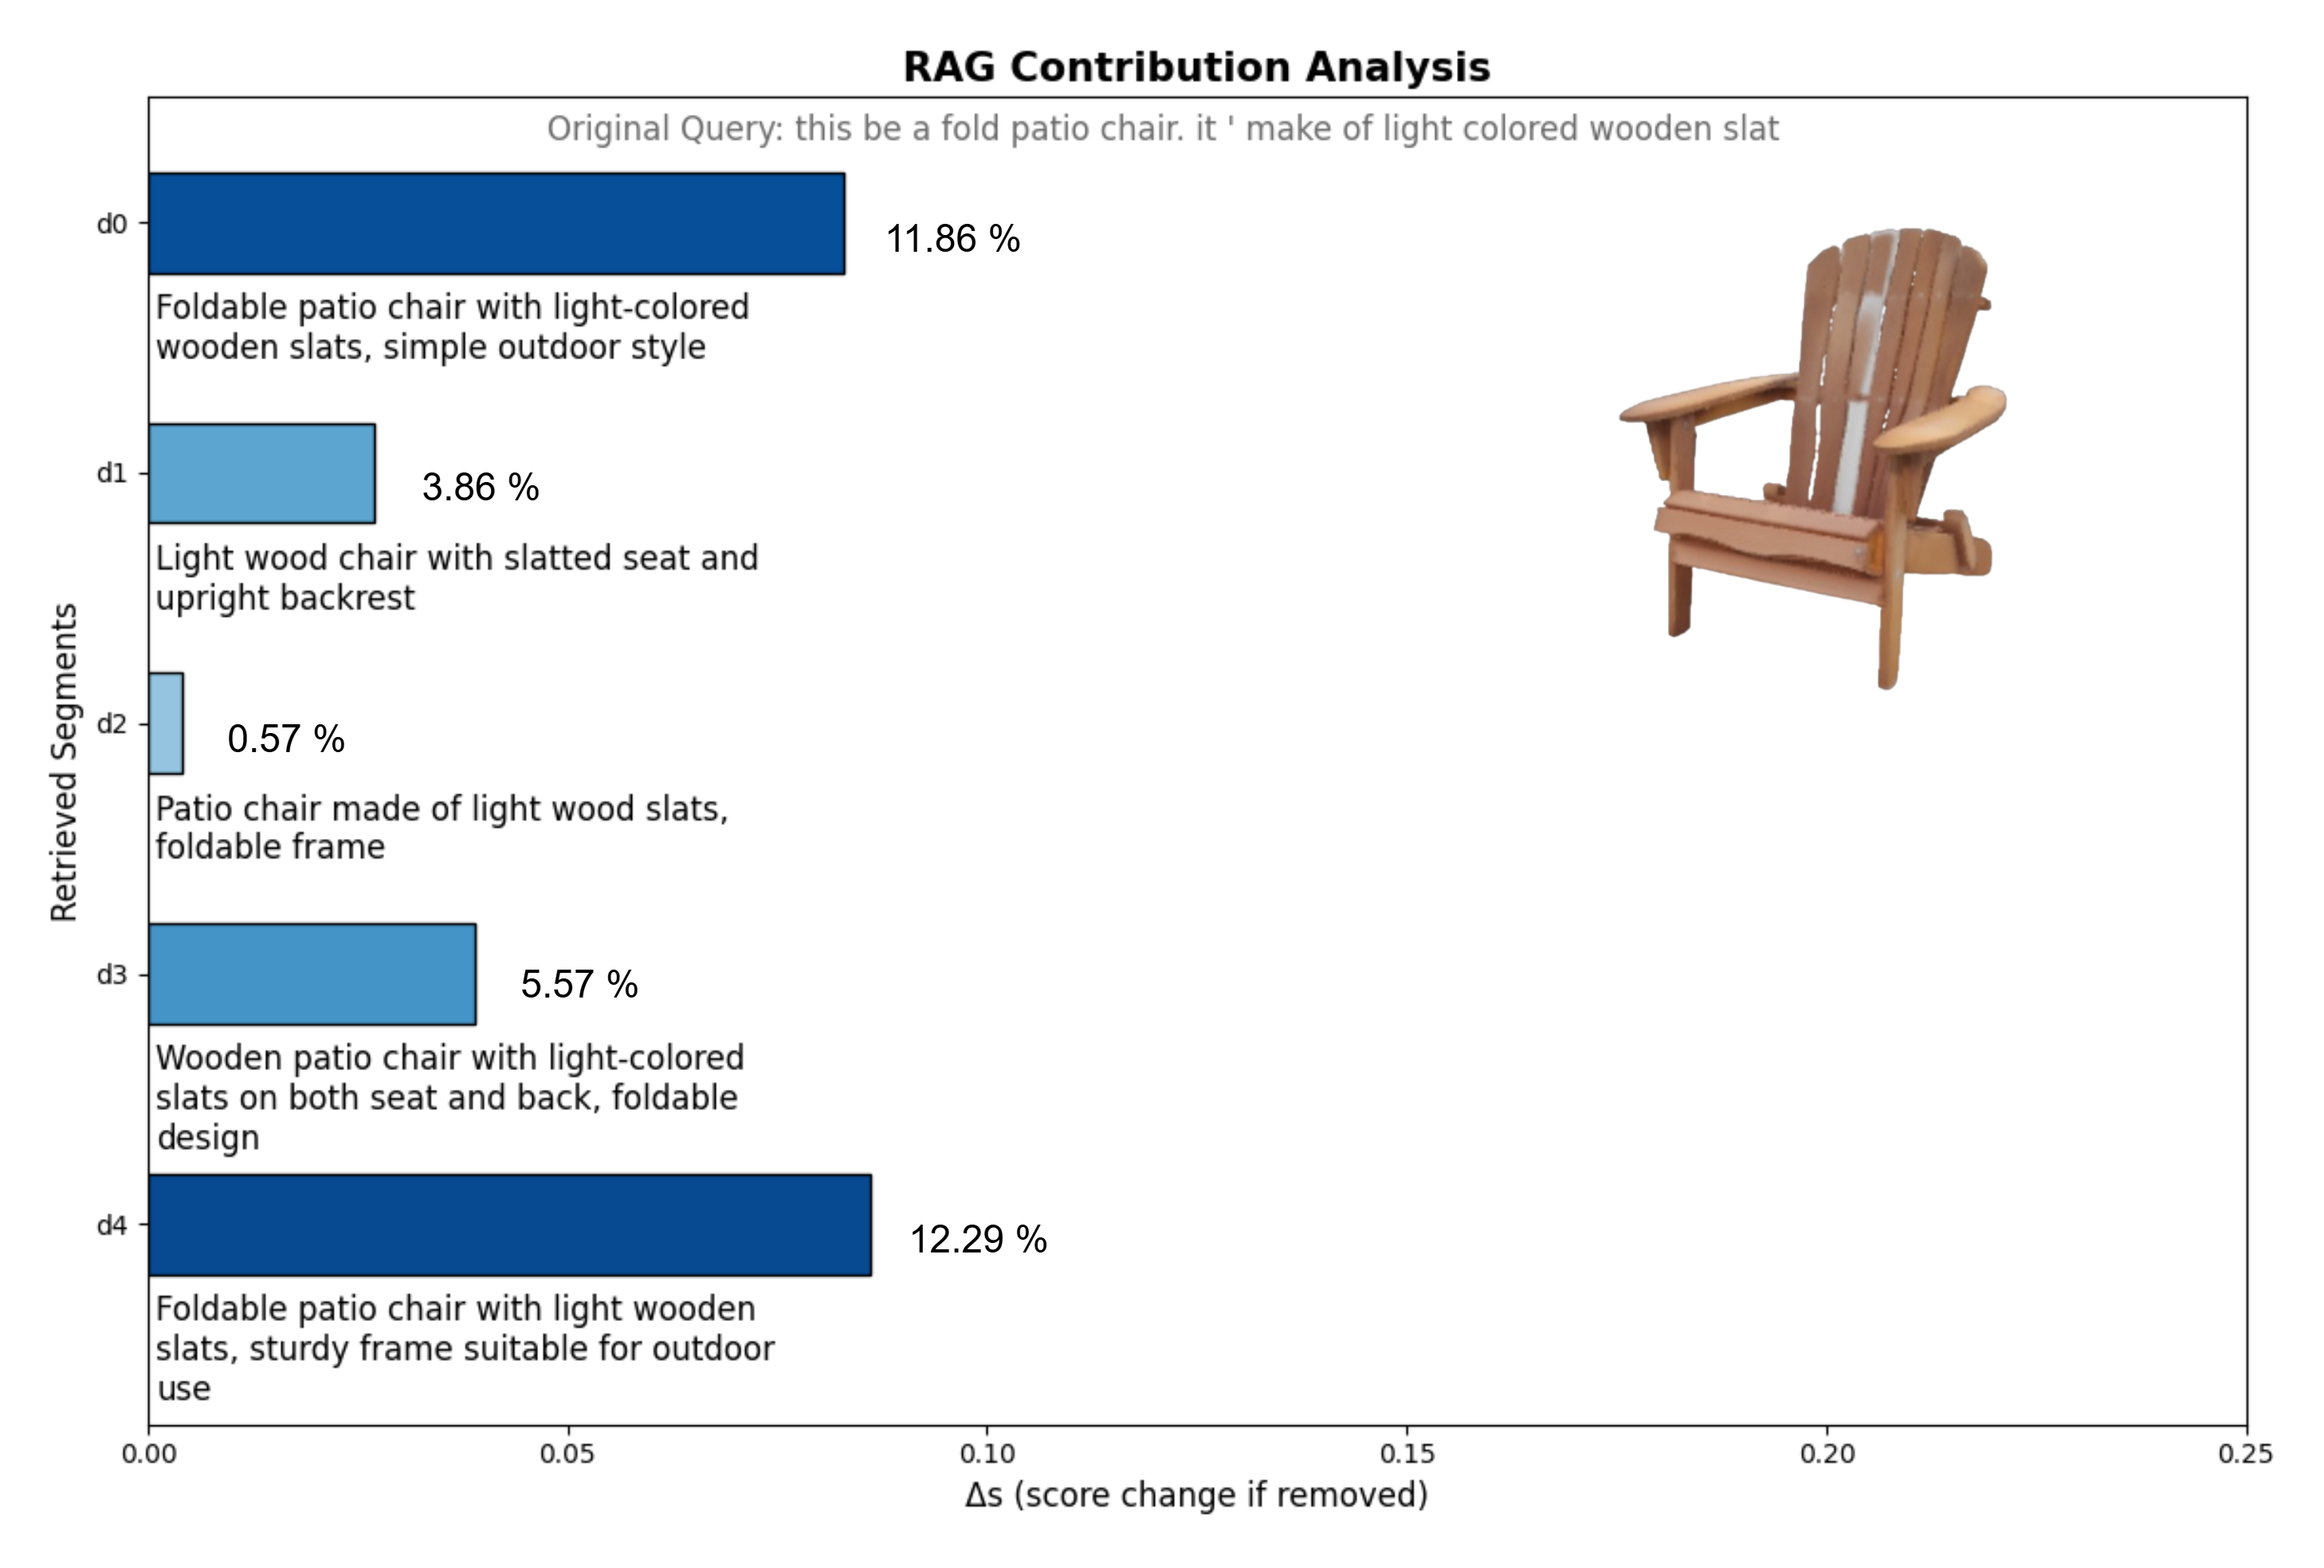 RAG Contribution Analysis
Original Query: this be a fold patio chair. it ' make of light colored wooden slat
d0
11.86 %
Foldable patio chair with light-colored
wooden slats, simple outdoor style
d1
3.86 %
Light wood chair with slatted seat and
upright backrest
Retrieved Segments
d2
0.57 %
Patio chair made of light wood slats,
foldable frame
d3
5.57 %
Wooden patio chair with light-colored
slats on both seat and back, foldable
design
d4
12.29 %
Foldable patio chair with light wooden
slats, sturdy frame suitable for outdoor
use
0.00 0.05 0.10 0.15 0.20 0.25
Δs (score change if removed)